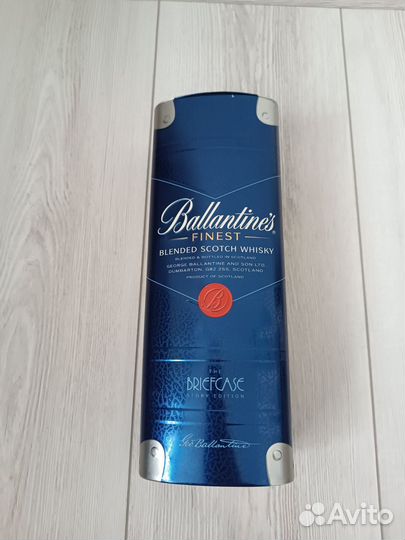 Ballantine's
FINEST
BLENDED SCOTCH WHISKY
BLENDED & BOTTLED IN SCOTLAND
GEORGE BALLANTINE AND SON LTD.
DUMBARTON, G82 2SS, SCOTLAND
PRODUCT OF SCOTLAND
B
THE
BRIEFCASE
STORY EDITION
Geo Ballantine
Avito